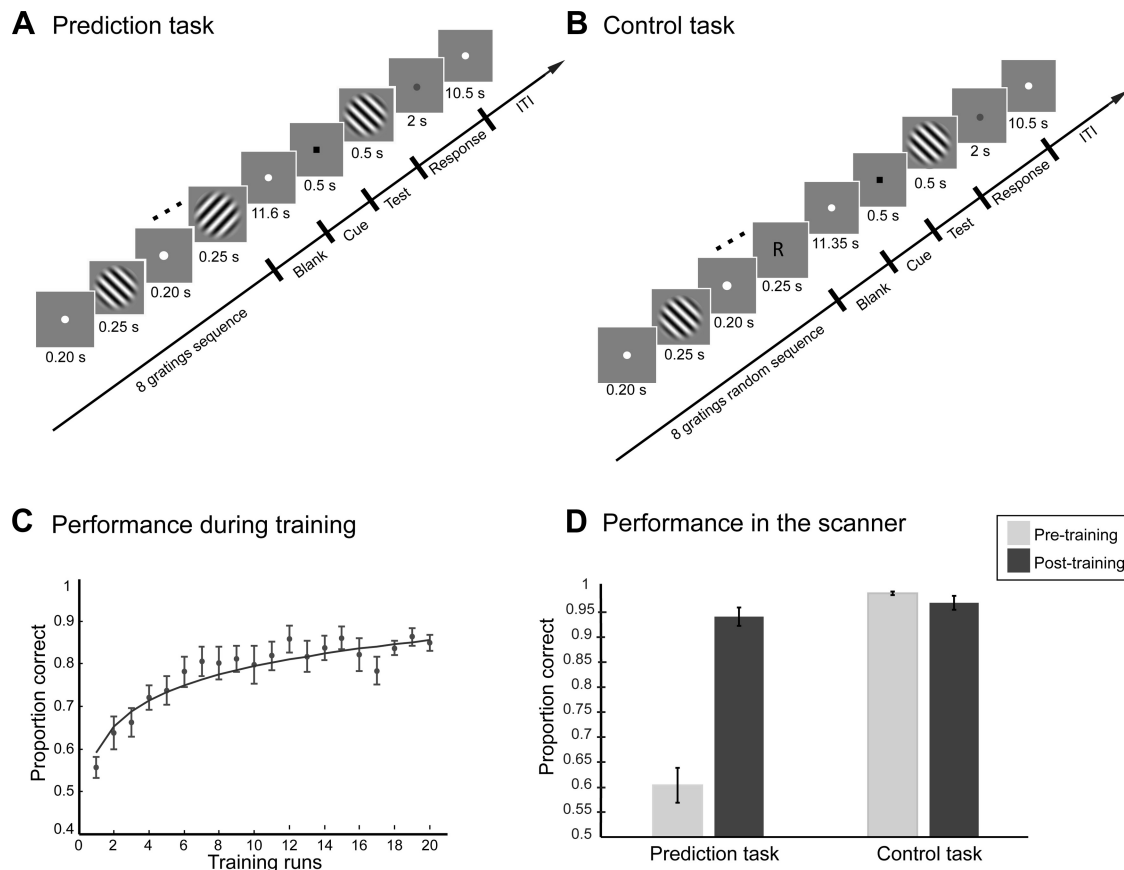 A Prediction task
10.5 s
2 s
0.5 s
0.5 s
11.6 s
0.25 s
0.20 s
0.25 s
0.20 s
8 gratings sequence
Blank
Cue
Test
Response
ITI
B Control task
10.5 s
2 s
0.5 s
0.5 s
11.35 s
R
0.25 s
0.20 s
0.25 s
0.20 s
8 gratings random sequence
Blank
Cue
Test
Response
ITI
C Performance during training
Proportion correct
1
0.9
0.8
0.7
0.6
0.5
0.4
0 2 4 6 8 10 12 14 16 18 20
Training runs
D Performance in the scanner
Pre-training
Post-training
Proportion correct
1
0.95
0.9
0.85
0.8
0.75
0.7
0.65
0.6
0.55
0.5
Prediction task Control task